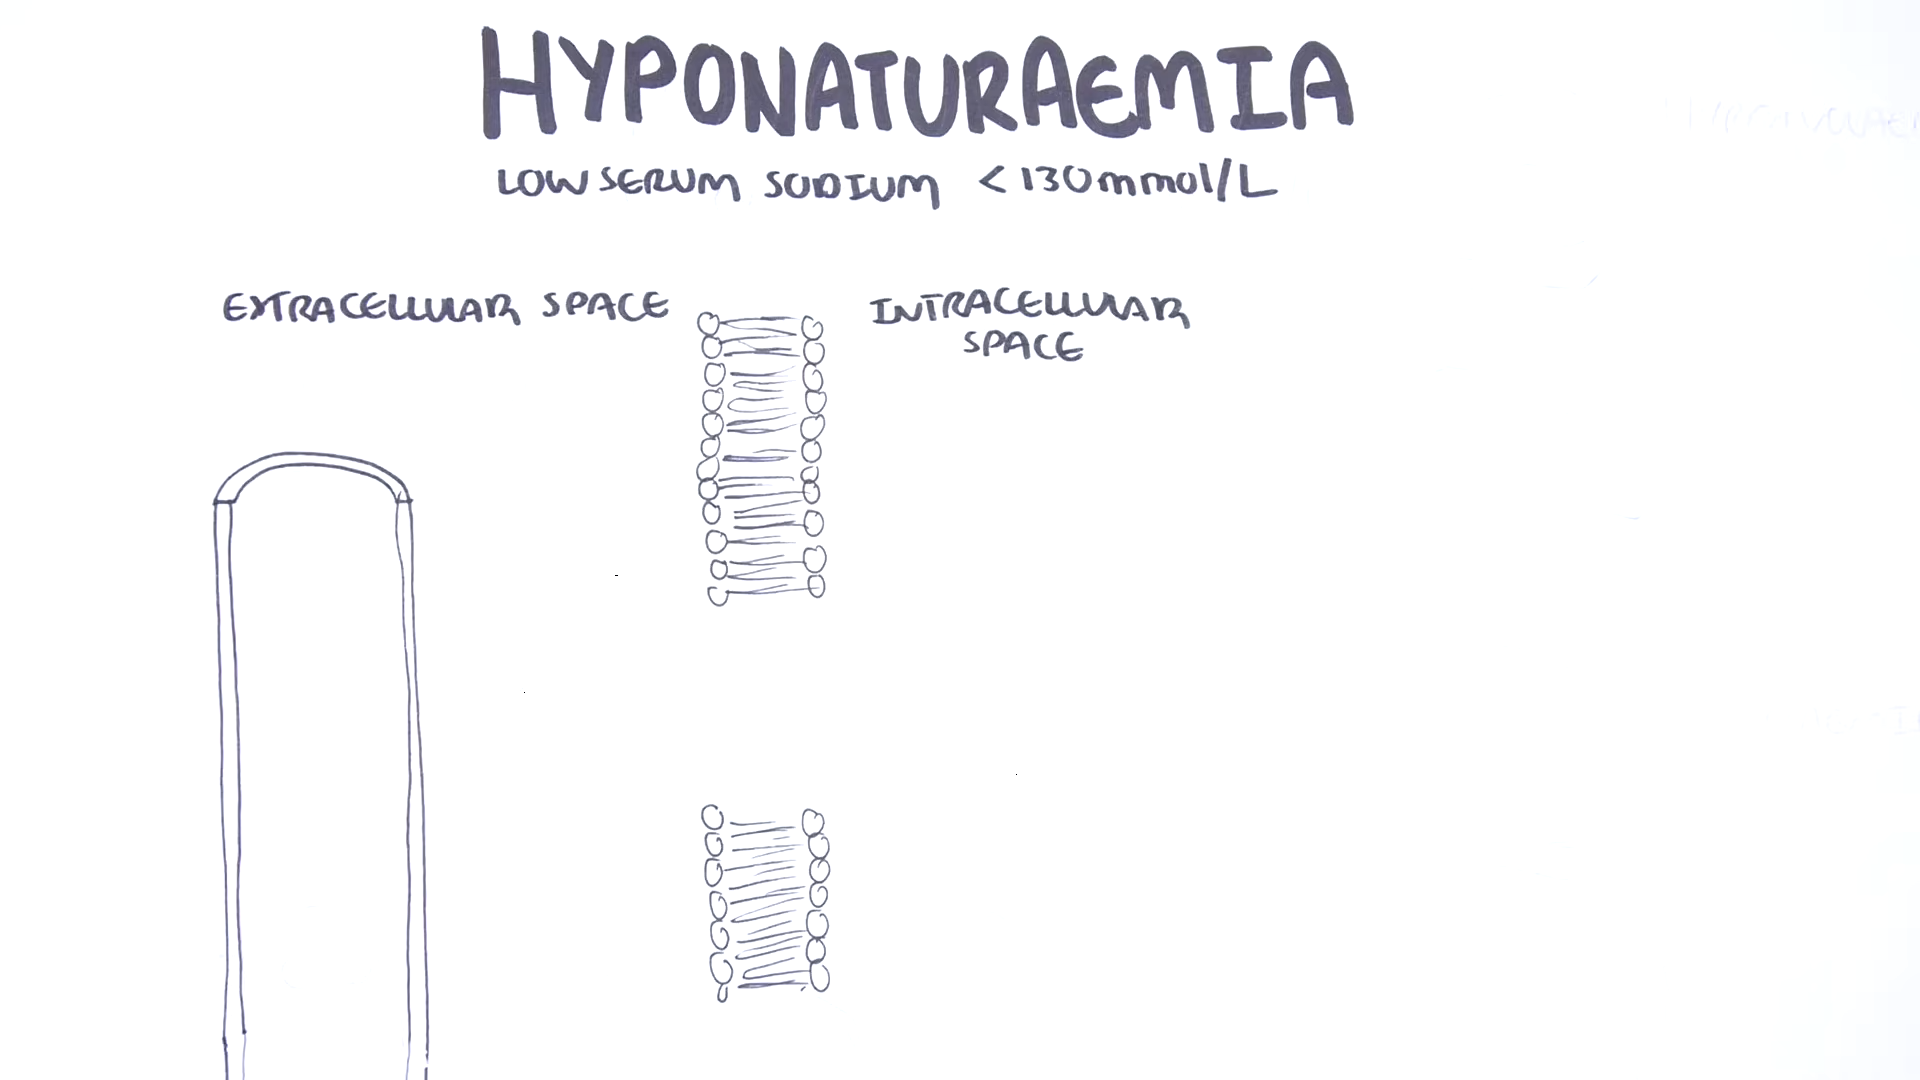 HYPONATURAEMIA
LOW SERUM SODIUM < 130mmol/L
EXTRACELLULAR SPACE
INTRACELLULAR
SPACE